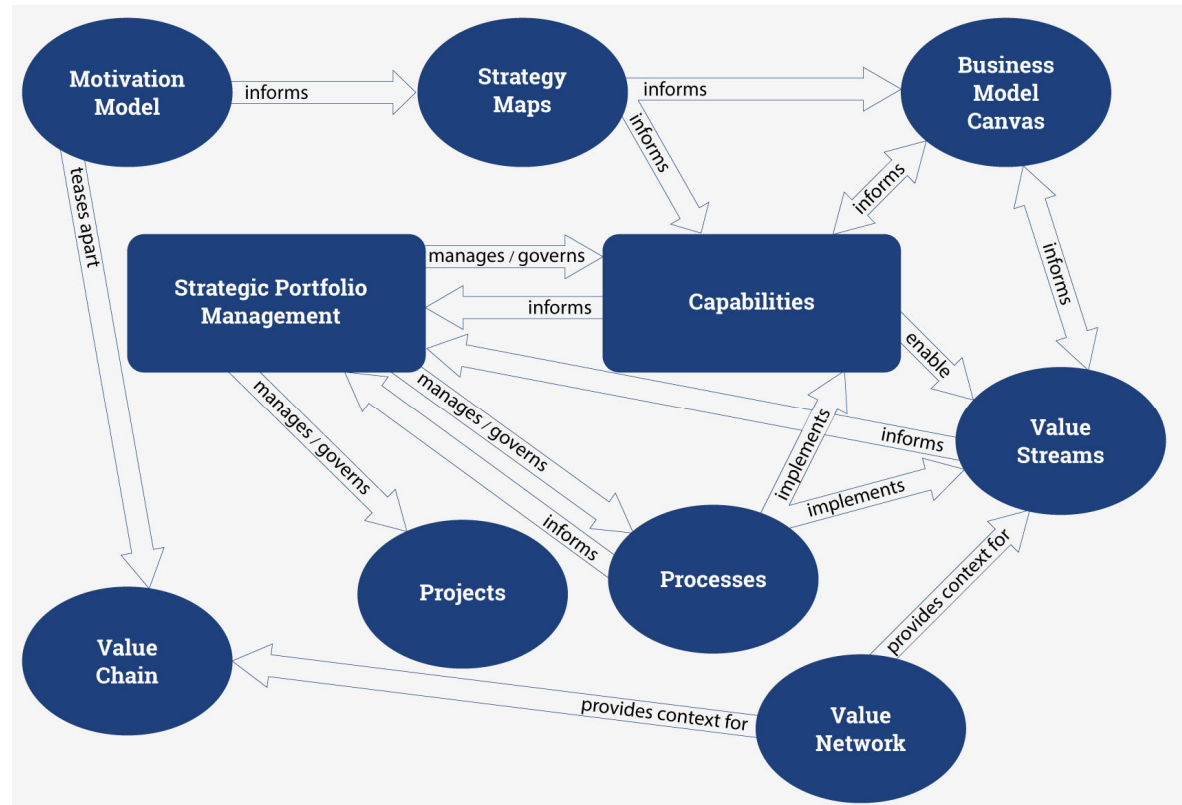 Motivation
Model
informs
Strategy
Maps
informs
Business
Model
Canvas
informs
informs
informs
teases apart
Strategic Portfolio
Management
manages / governs
informs
Capabilities
enable
manages / governs
manages / governs
informs
implements
implements
informs
Value
Streams
Projects
Processes
provides context for
Value
Chain
provides context for
Value
Network